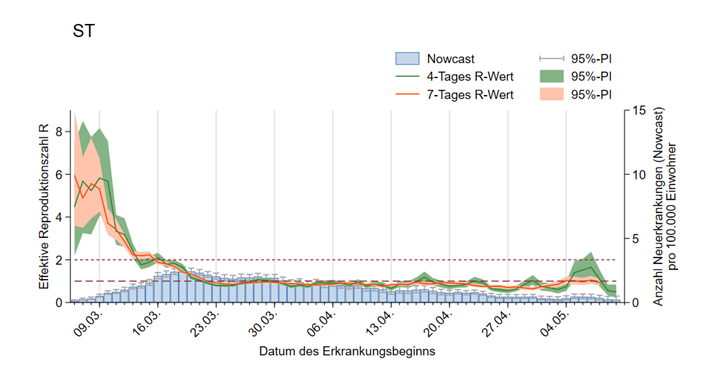 ST
Nowcast 95%-PI
4-Tages R-Wert 95%-PI
7-Tages R-Wert 95%-PI
Effektive Reproduktionszahl R
0
2
4
6
8
Anzahl Neuerkrankungen (Nowcast)
pro 100.000 Einwohner
0
5
10
15
09.03.
16.03.
23.03.
30.03.
06.04.
13.04.
20.04.
27.04.
04.05.
Datum des Erkrankungsbeginns